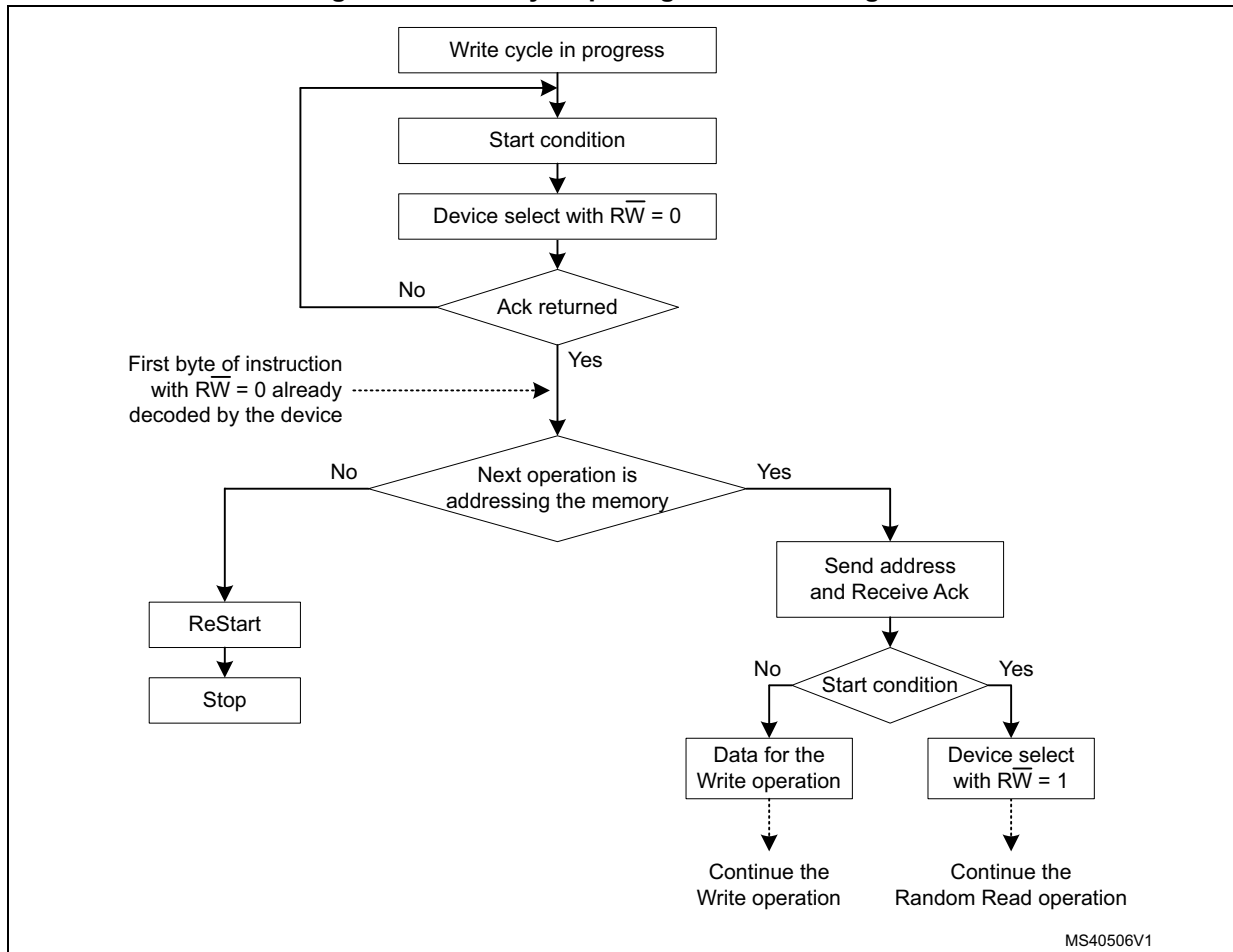 Write cycle in progress
Start condition
Device select with RW̅ = 0
No
Ack returned
Yes
First byte of instruction
with RW̅ = 0 already
decoded by the device
No
Next operation is
addressing the memory
Yes
Send address
and Receive Ack
ReStart
Stop
No
Start condition
Yes
Data for the
Write operation
Device select
with RW̅ = 1
Continue the
Write operation
Continue the
Random Read operation
MS40506V1